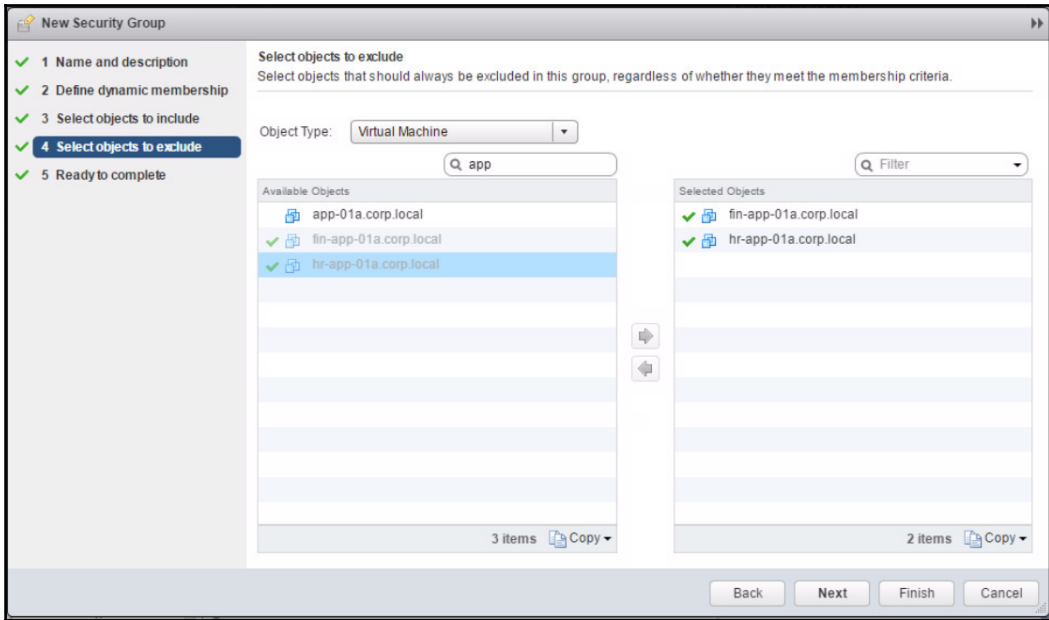 New Security Group
1 Name and description
2 Define dynamic membership
3 Select objects to include
4 Select objects to exclude
5 Ready to complete
Select objects to exclude
Select objects that should always be excluded in this group, regardless of whether they meet the membership criteria.
Object Type: Virtual Machine
app
Filter
Available Objects
app-01a.corp.local
fin-app-01a.corp.local
hr-app-01a.corp.local
3 items Copy
Selected Objects
fin-app-01a.corp.local
hr-app-01a.corp.local
2 items Copy
Back Next Finish Cancel